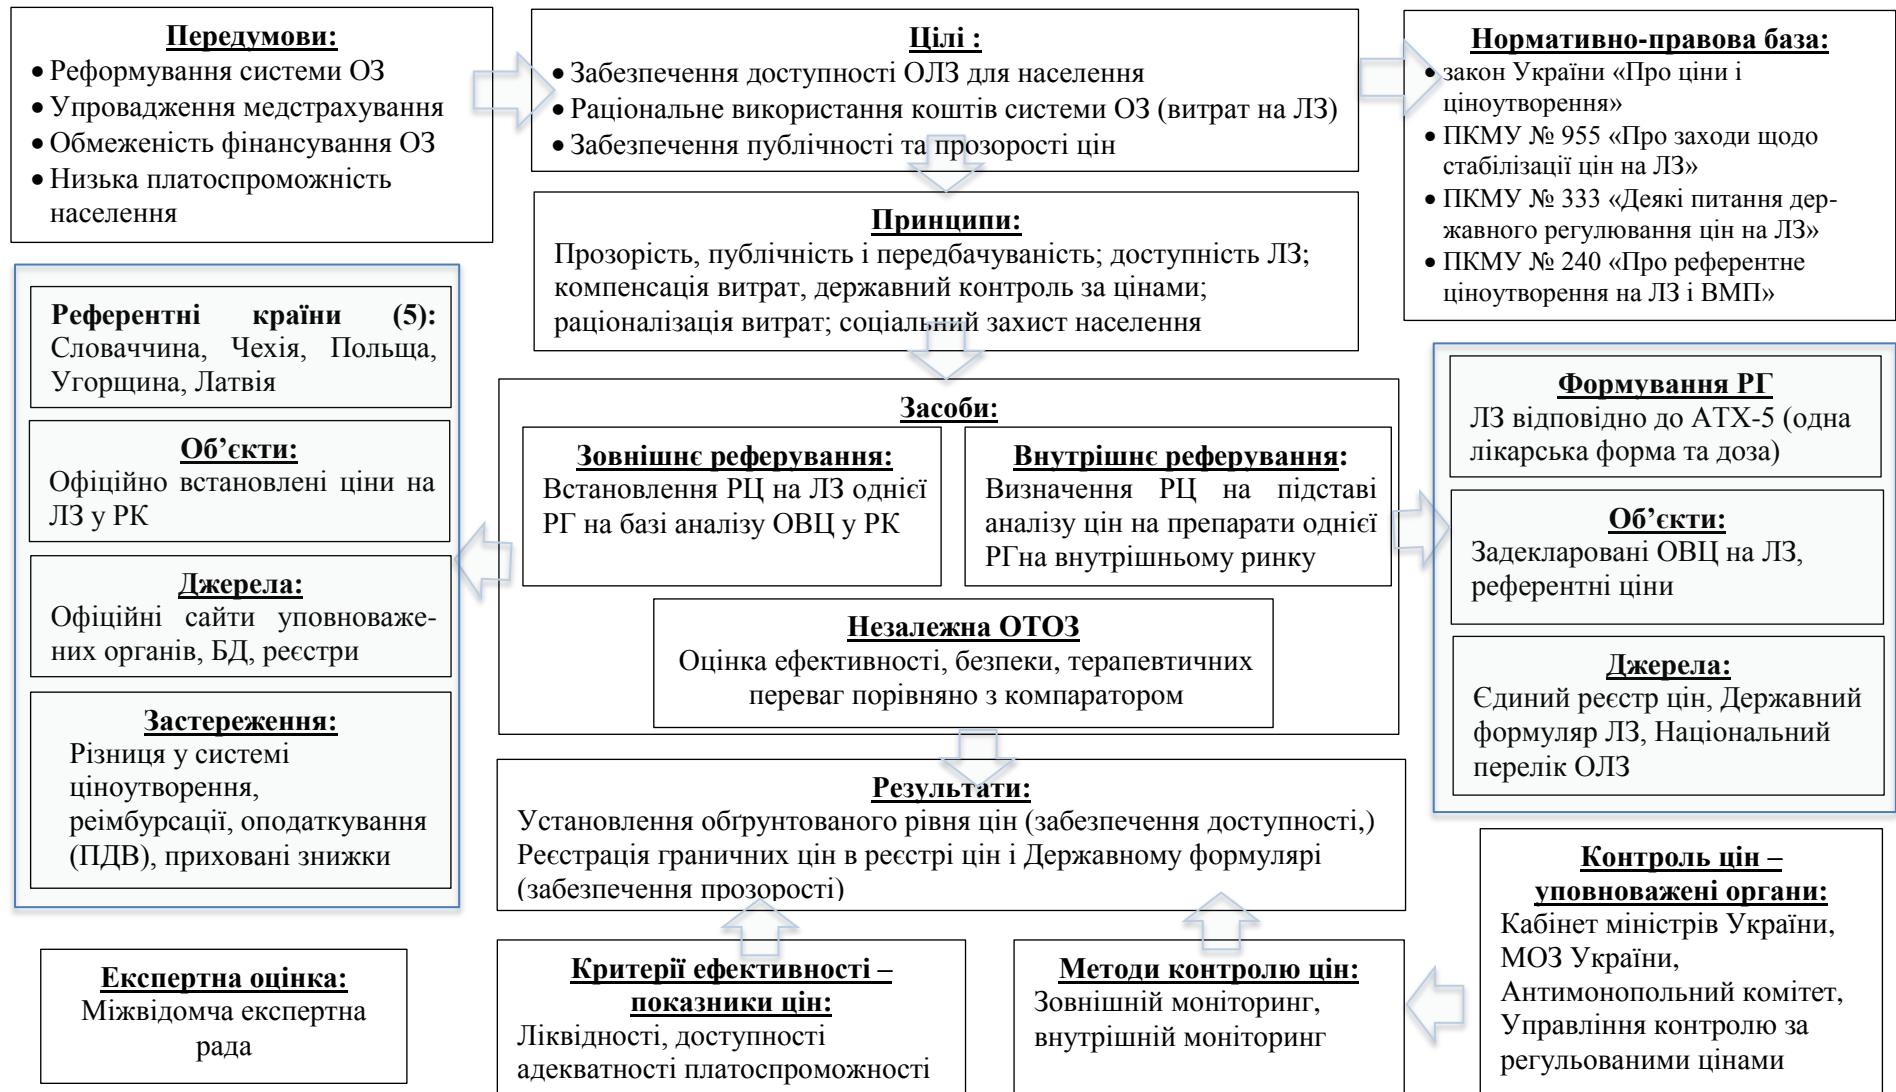 Передумови:
• Реформування системи ОЗ
• Упровадження медстрахування
• Обмеженість фінансування ОЗ
• Низька платоспроможність
населення
Цілі :
• Забезпечення доступності ОЛЗ для населення
• Раціональне використання коштів системи ОЗ (витрат на ЛЗ)
• Забезпечення публічності та прозорості цін
Нормативно-правова база:
• закон України «Про ціни і
ціноутворення»
• ПКМУ № 955 «Про заходи щодо
стабілізації цін на ЛЗ»
• ПКМУ № 333 «Деякі питання дер-
жавного регулювання цін на ЛЗ»
• ПКМУ № 240 «Про референтне
ціноутворення на ЛЗ і ВМП»
Принципи:
Прозорість, публічність і передбачуваність; доступність ЛЗ;
компенсація витрат, державний контроль за цінами;
раціоналізація витрат; соціальний захист населення
Референтні країни (5):
Словаччина, Чехія, Польща,
Угорщина, Латвія
Об’єкти:
Офіційно встановлені ціни на
ЛЗ у РК
Джерела:
Офіційні сайти уповноваже-
них органів, БД, реєстри
Застереження:
Різниця у системі
ціноутворення,
реімбурсації, оподаткування
(ПДВ), приховані знижки
Засоби:
Зовнішнє реферування:
Встановлення РЦ на ЛЗ однієї
РГ на базі аналізу ОВЦ у РК
Внутрішнє реферування:
Визначення РЦ на підставі
аналізу цін на препарати однієї
РГна внутрішньому ринку
Незалежна ОТОЗ
Оцінка ефективності, безпеки, терапевтичних
переваг порівняно з компаратором
Формування РГ
ЛЗ відповідно до АТХ-5 (одна
лікарська форма та доза)
Об’єкти:
Задекларовані ОВЦ на ЛЗ,
референтні ціни
Джерела:
Єдиний реєстр цін, Державний
формуляр ЛЗ, Національний
перелік ОЛЗ
Результати:
Установлення обґрунтованого рівня цін (забезпечення доступності,)
Реєстрація граничних цін в реєстрі цін і Державному формулярі
(забезпечення прозорості)
Експертна оцінка:
Міжвідомча експертна
рада
Критерії ефективності –
показники цін:
Ліквідності, доступності
адекватності платоспроможності
Методи контролю цін:
Зовнішній моніторинг,
внутрішній моніторинг
Контроль цін –
уповноважені органи:
Кабінет міністрів України,
МОЗ України,
Антимонопольний комітет,
Управління контролю за
регульованими цінами